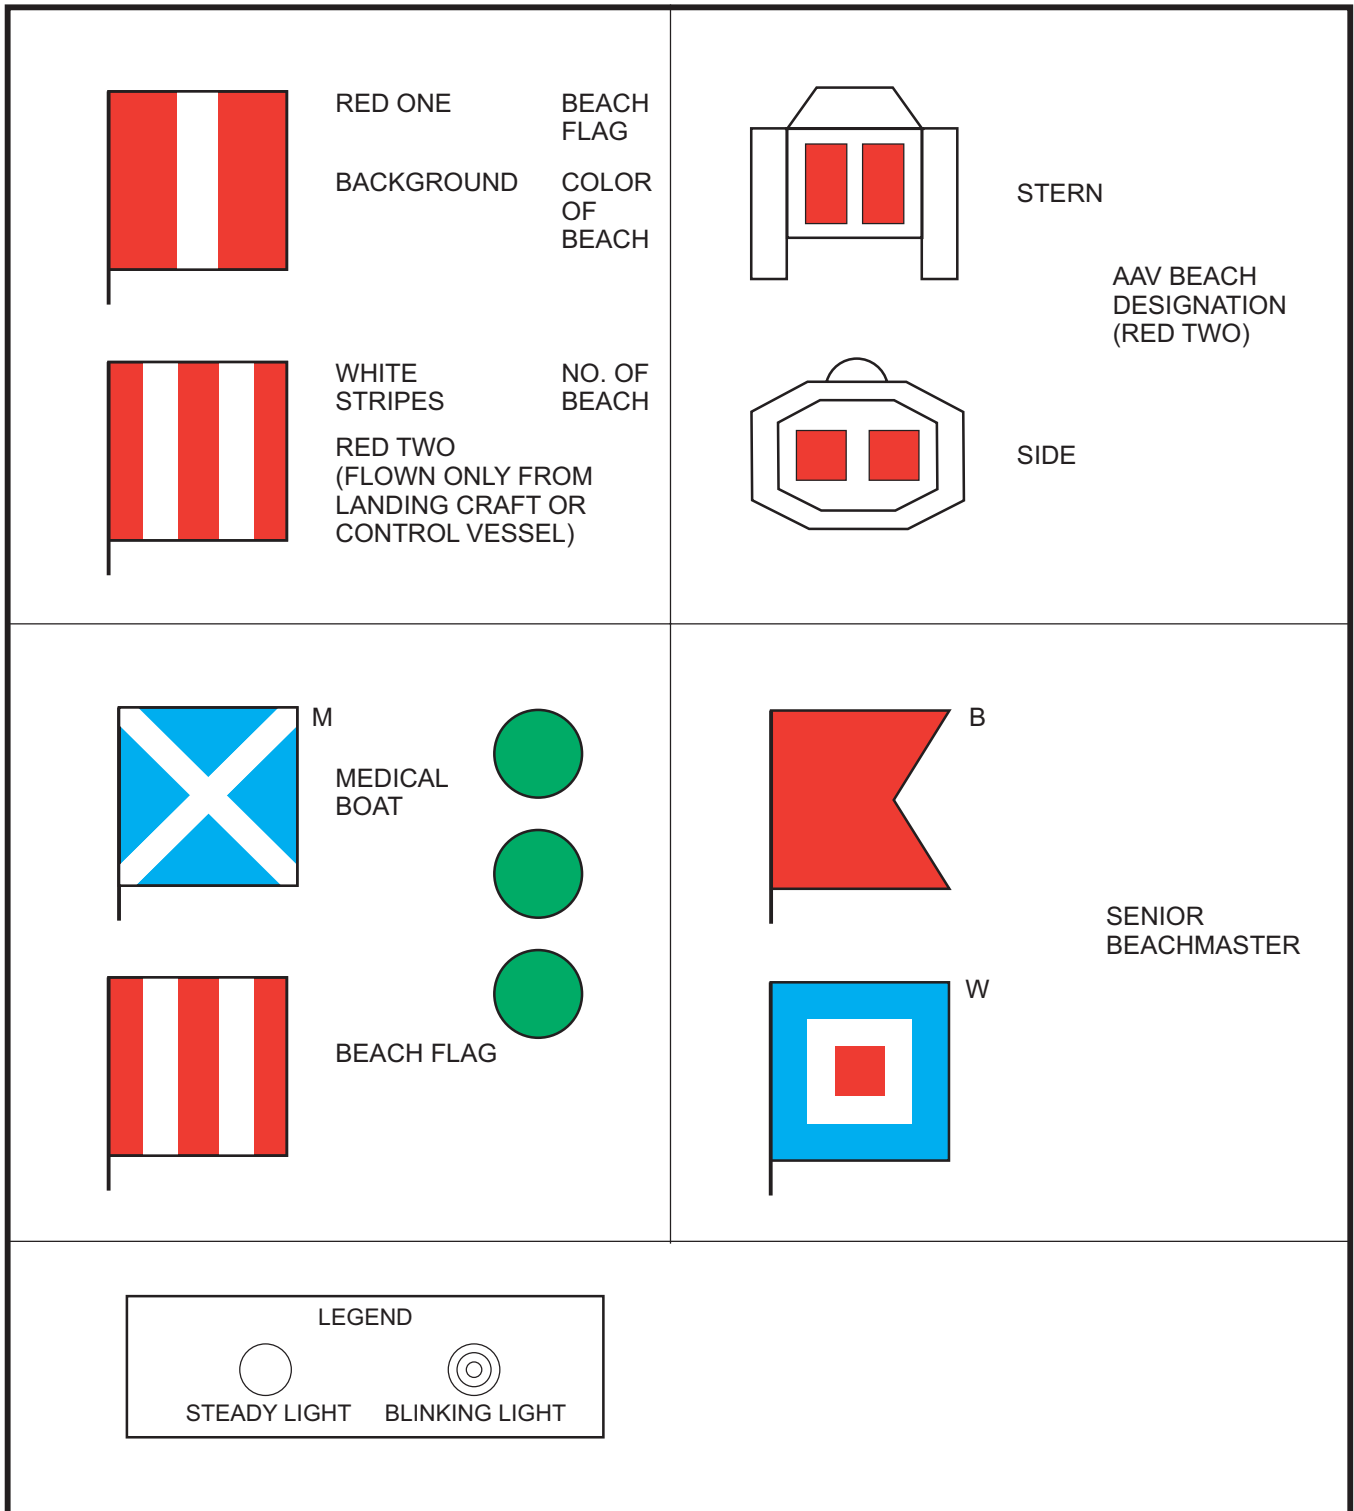 RED ONE
BEACH
FLAG
BACKGROUND
COLOR
OF
BEACH
WHITE
STRIPES
NO. OF
BEACH
RED TWO
(FLOWN ONLY FROM
LANDING CRAFT OR
CONTROL VESSEL)
STERN
AAV BEACH
DESIGNATION
(RED TWO)
SIDE
M
MEDICAL
BOAT
BEACH FLAG
B
SENIOR
BEACHMASTER
W
LEGEND
STEADY LIGHT
BLINKING LIGHT